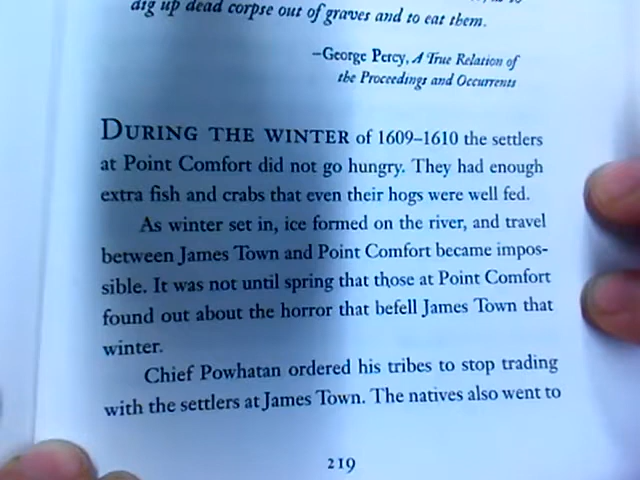 dig up dead corpse out of graves and to eat them.
–George Percy, A True Relation of
the Proceedings and Occurrents
DURING THE WINTER of 1609–1610 the settlers
at Point Comfort did not go hungry. They had enough
extra fish and crabs that even their hogs were well fed.
As winter set in, ice formed on the river, and travel
between James Town and Point Comfort became impos-
sible. It was not until spring that those at Point Comfort
found out about the horror that befell James Town that
winter.
Chief Powhatan ordered his tribes to stop trading
with the settlers at James Town. The natives also went to
219